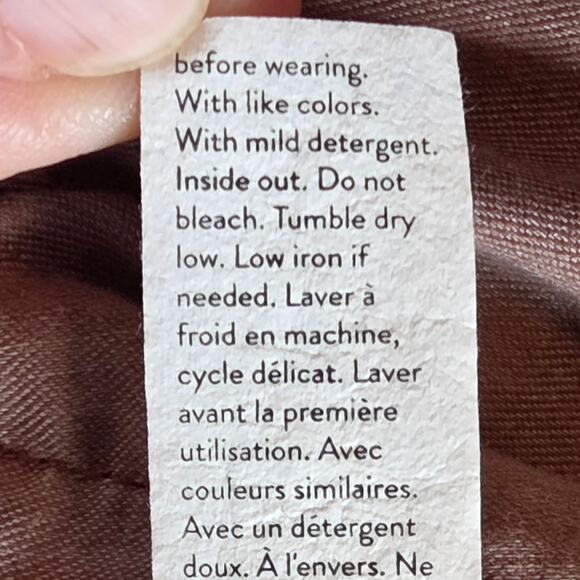 before wearing.
With like colors.
With mild detergent.
Inside out. Do not
bleach. Tumble dry
low. Low iron if
needed. Laver à
froid en machine,
cycle délicat. Laver
avant la première
utilisation. Avec
couleurs similaires.
Avec un détergent
doux. À l'envers. Ne